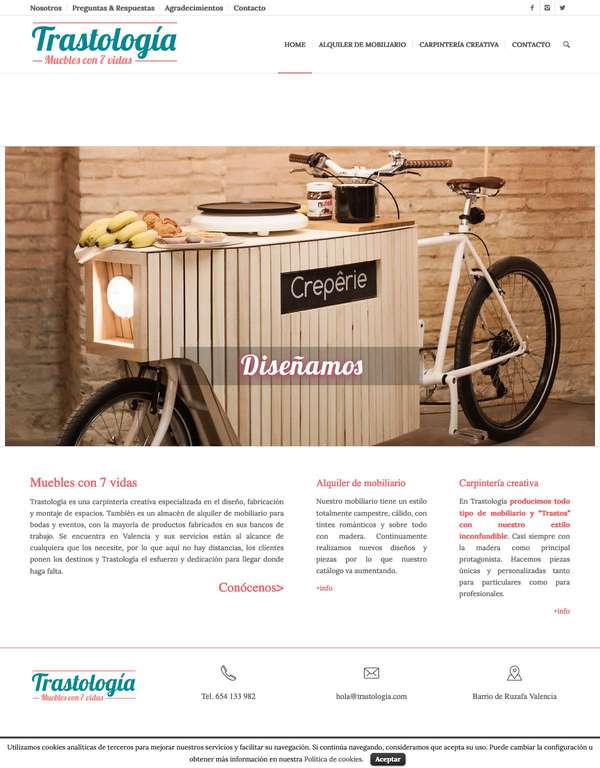 Nosotros Preguntas & Respuestas Agradecimientos Contacto
Trastología
Muebles con 7 vidas
HOME ALQUILER DE MOBILIARIO CARPINTERÍA CREATIVA CONTACTO
Crepêrie
Diseñamos
Muebles con 7 vidas
Trastología es una carpintería creativa especializada en el diseño, fabricación
y montaje de espacios. También es un almacén de alquiler de mobiliario para
bodas y eventos, con la mayoría de productos fabricados en sus bancos de
trabajo. Se encuentra en Valencia y sus servicios están al alcance de
cualquiera que los necesite, por lo que aquí no hay distancias, los clientes
ponen los destinos y Trastología el esfuerzo y dedicación para llegar donde
haga falta.
Conócenos>
Alquiler de mobiliario
Nuestro mobiliario tiene un estilo
totalmente campestre, cálido, con
tintes románticos y sobre todo
con madera. Continuamente
realizamos nuevos diseños y
piezas por lo que nuestro
catálogo va aumentando.
+info
Carpintería creativa
En Trastología producimos todo
tipo de mobiliario y “Trastos”
con nuestro estilo
inconfundible. Casi siempre con
la madera como principal
protagonista. Hacemos piezas
únicas y personalizadas tanto
para particulares como para
profesionales.
+info
Trastología
Muebles con 7 vidas
Tel. 654 133 982
hola@trastologia.com
Barrio de Ruzafa Valencia
Utilizamos cookies analíticas de terceros para mejorar nuestros servicios y facilitar su navegación. Si continúa navegando, consideramos que acepta su uso. Puede cambiar la configuración u
obtener más información en nuestra Política de cookies. Aceptar